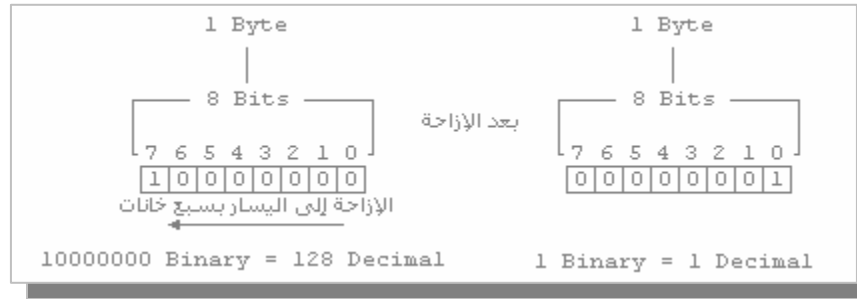 1 Byte 1 Byte
8 Bits 8 Bits
بعد الإزاحة
7 6 5 4 3 2 1 0 7 6 5 4 3 2 1 0
1 0 0 0 0 0 0 0 0 0 0 0 0 0 0 1
الإزاحة إلى اليسار بسبع خانات
10000000 Binary = 128 Decimal 1 Binary = 1 Decimal